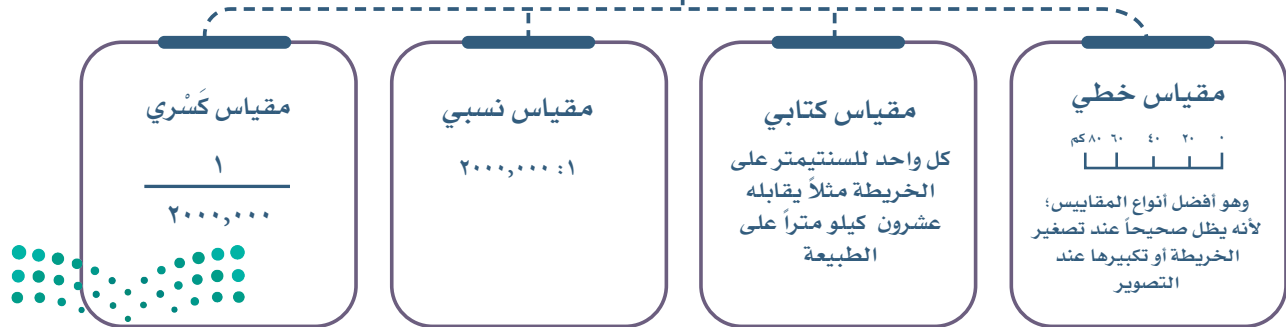 مقياس خطي
٠ ٢٠ ٤٠ ٦٠ ٨٠ كم
وهو أفضل أنواع المقاييس؛
لأنه يظل صحيحاً عند تصغير
الخريطة أو تكبيرها عند
التصوير
مقياس كتابي
كل واحد للسنتيمتر على
الخريطة مثلاً يقابله
عشرون كيلو متراً على
الطبيعة
مقياس نسبي
١: ٢٠٠٠,٠٠٠
مقياس كَسْري
١
٢٠٠٠,٠٠٠